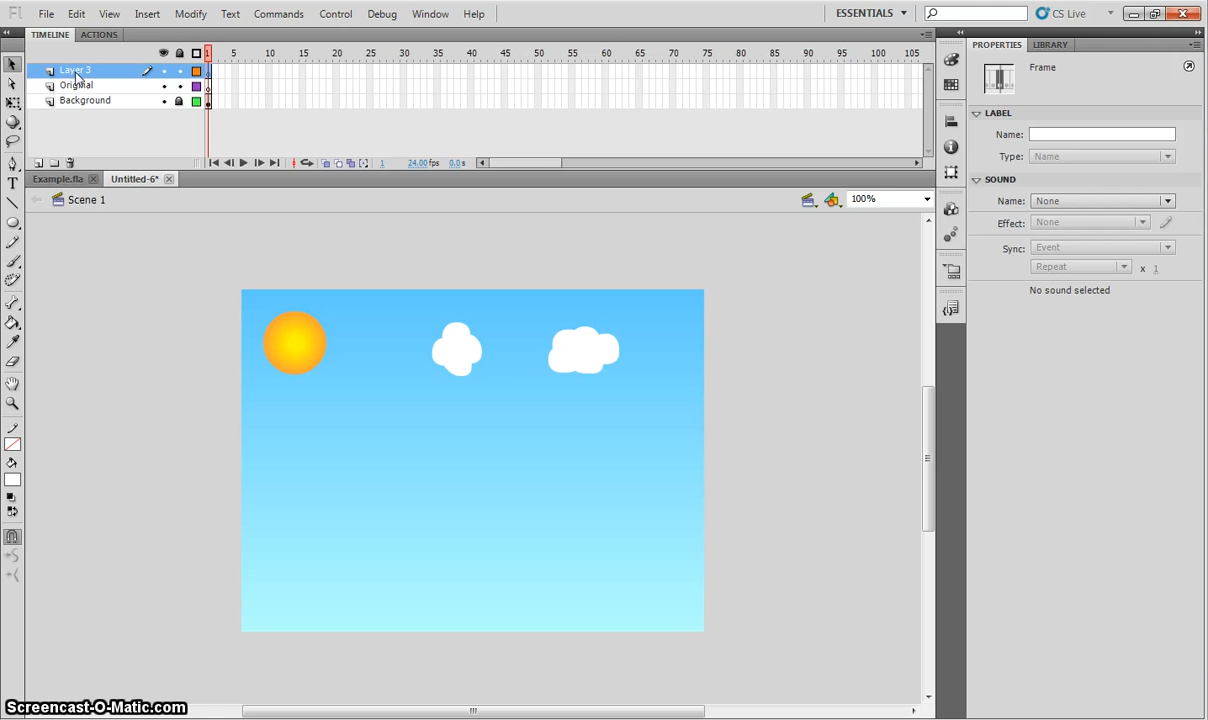 Fl File Edit View Insert Modify Text Commands Control Debug Window Help ESSENTIALS CS Live
TIMELINE ACTIONS
1 5 10 15 20 25 30 35 40 45 50 55 60 65 70 75 80 85 90 95 100 105
Layer 3
Original
Background
1 24.00 fps 0.0 s
Example.fla Untitled-6*
Scene 1 100%
PROPERTIES LIBRARY
Frame
LABEL
Name:
Type: Name
SOUND
Name: None
Effect: None
Sync: Event
Repeat x 1
No sound selected
T
Screencast-O-Matic.com